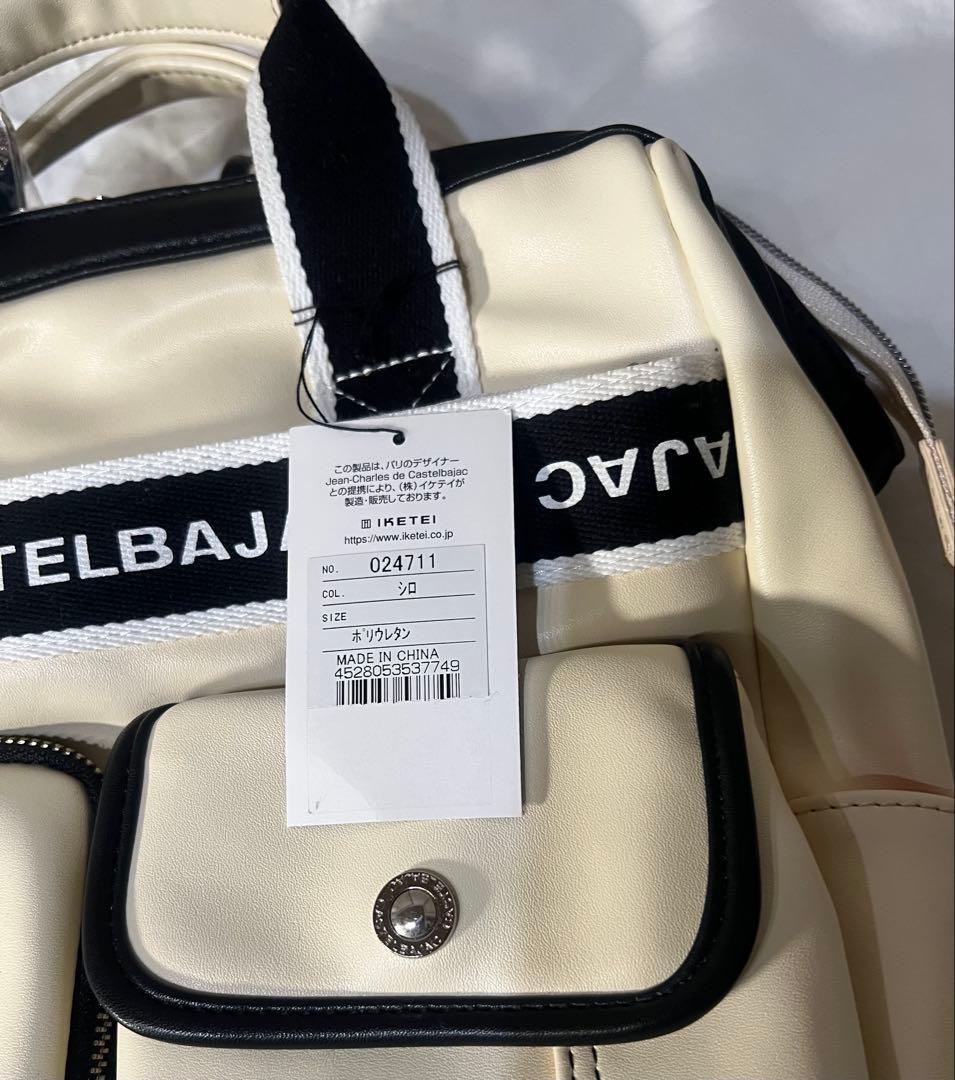 この製品は、パリのデザイナー
Jean-Charles de Castelbajac
との提携により、(株)イケテイが
製造・販売しております。
IKETEI
https://www.iketei.co.jp
NO. 024711
COL. シロ
SIZE
ポリウレタン
MADE IN CHINA
4528053537749
TELBAJA
AJAC